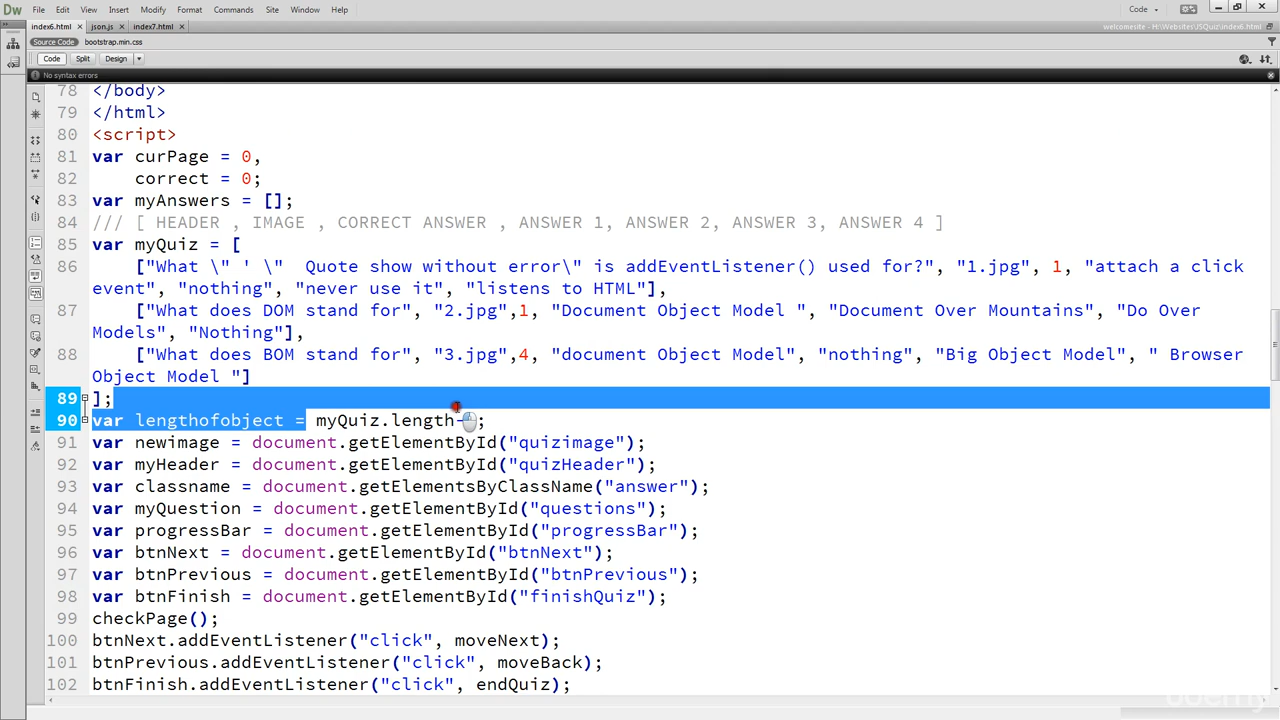 Dw File Edit View Insert Modify Format Commands Site Window Help Code
index6.html × json.js × index7.html × welcomesite - H:\Websites\JSQuiz\index6.html
Source Code bootstrap.min.css
Code Split Design
No syntax errors
78 </body>
79 </html>
80 <script>
81 var curPage = 0,
82 correct = 0;
83 var myAnswers = [];
84 /// [ HEADER , IMAGE , CORRECT ANSWER , ANSWER 1, ANSWER 2, ANSWER 3, ANSWER 4 ]
85 var myQuiz = [
86 ["What \" ' \"  Quote show without error\" is addEventListener() used for?", "1.jpg", 1, "attach a click
event", "nothing", "never use it", "listens to HTML"],
87 ["What does DOM stand for", "2.jpg",1, "Document Object Model ", "Document Over Mountains", "Do Over
Models", "Nothing"],
88 ["What does BOM stand for", "3.jpg",4, "document Object Model", "nothing", "Big Object Model", " Browser
Object Model "]
89 ];
90 var lengthofobject = myQuiz.length ;
91 var newimage = document.getElementById("quizimage");
92 var myHeader = document.getElementById("quizHeader");
93 var classname = document.getElementsByClassName("answer");
94 var myQuestion = document.getElementById("questions");
95 var progressBar = document.getElementById("progressBar");
96 var btnNext = document.getElementById("btnNext");
97 var btnPrevious = document.getElementById("btnPrevious");
98 var btnFinish = document.getElementById("finishQuiz");
99 checkPage();
100 btnNext.addEventListener("click", moveNext);
101 btnPrevious.addEventListener("click", moveBack);
102 btnFinish.addEventListener("click", endQuiz);
udemy